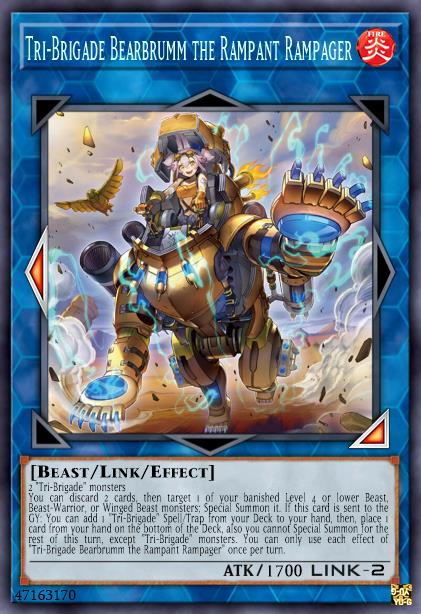 TRI-BRIGADE BEARBRUMM THE RAMPANT RAMPAGER
FIRE
炎
[BEAST/LINK/EFFECT]
2 "Tri-Brigade" monsters
You can discard 2 cards, then target 1 of your banished Level 4 or lower Beast,
Beast-Warrior, or Winged Beast monsters; Special Summon it. If this card is sent to the
GY: You can add 1 "Tri-Brigade" Spell/Trap from your Deck to your hand, then, place 1
card from your hand on the bottom of the Deck, also you cannot Special Summon for the
rest of this turn, except "Tri-Brigade" monsters. You can only use each effect of
"Tri-Brigade Bearbrumm the Rampant Rampager" once per turn.
ATK/1700 LINK-2
47163170